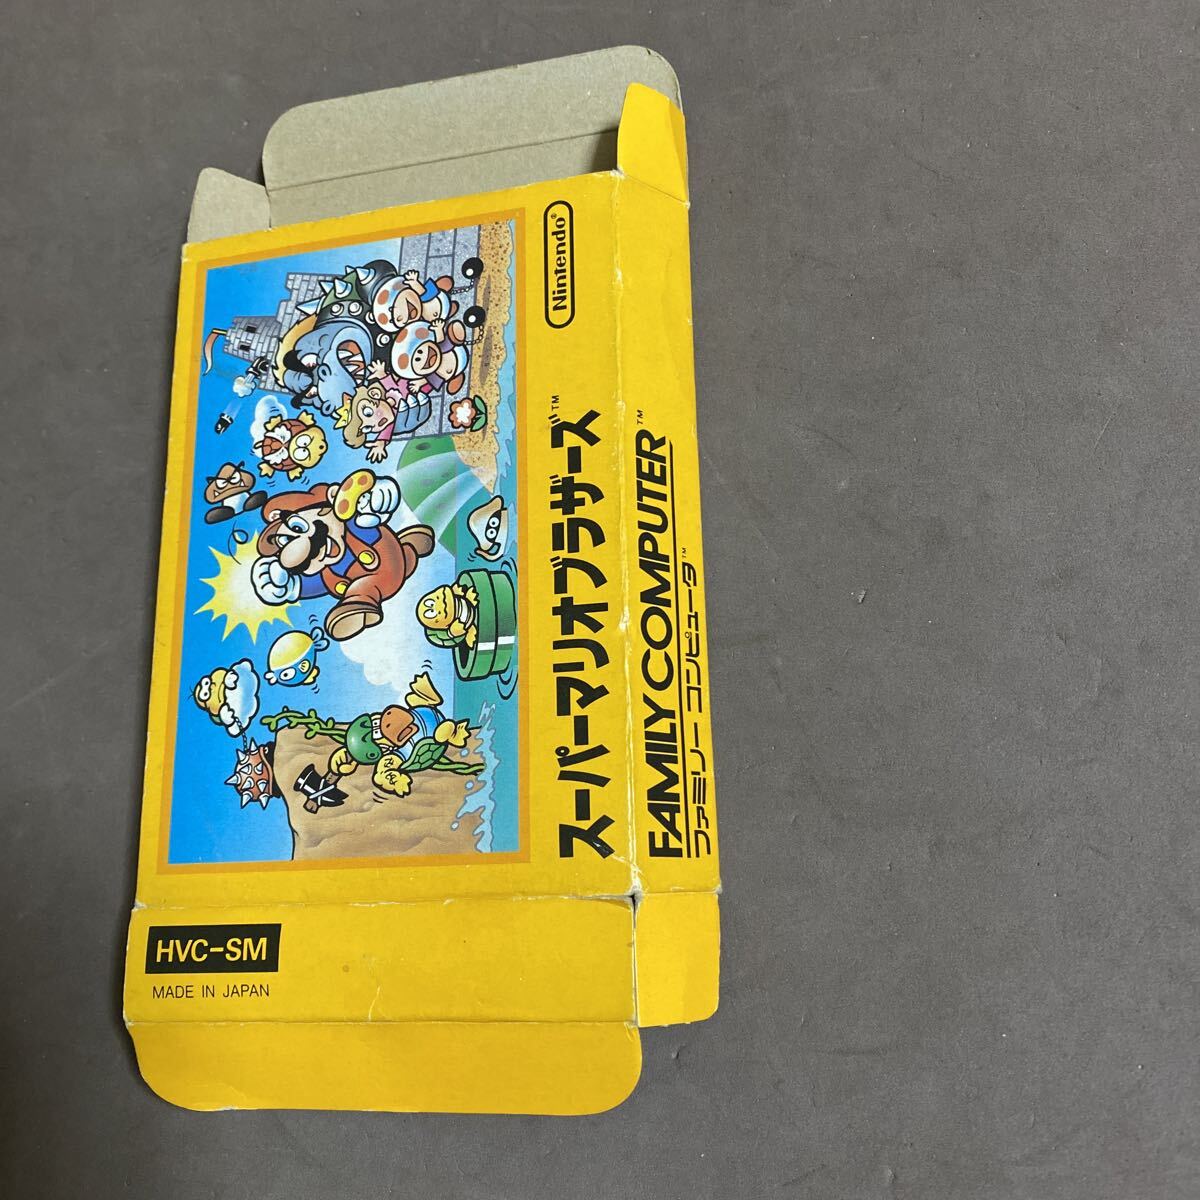 Nintendo®
スーパーマリオブラザーズ™
FAMILY COMPUTER™
ファミリー コンピュータ™
HVC-SM
MADE IN JAPAN